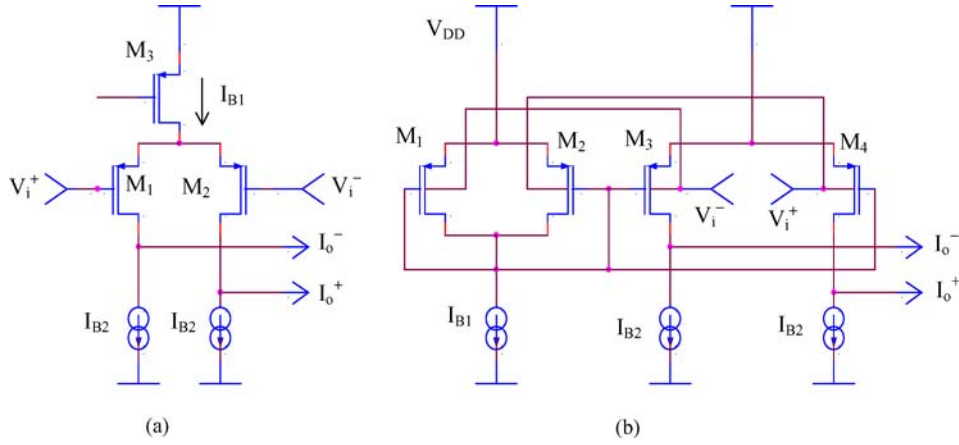 M3
IB1
Vi+
M1
M2
Vi−
Io−
Io+
IB2
IB2
(a)
VDD
M1
M2
M3
M4
Vi−
Vi+
Io−
Io+
IB1
IB2
IB2
(b)